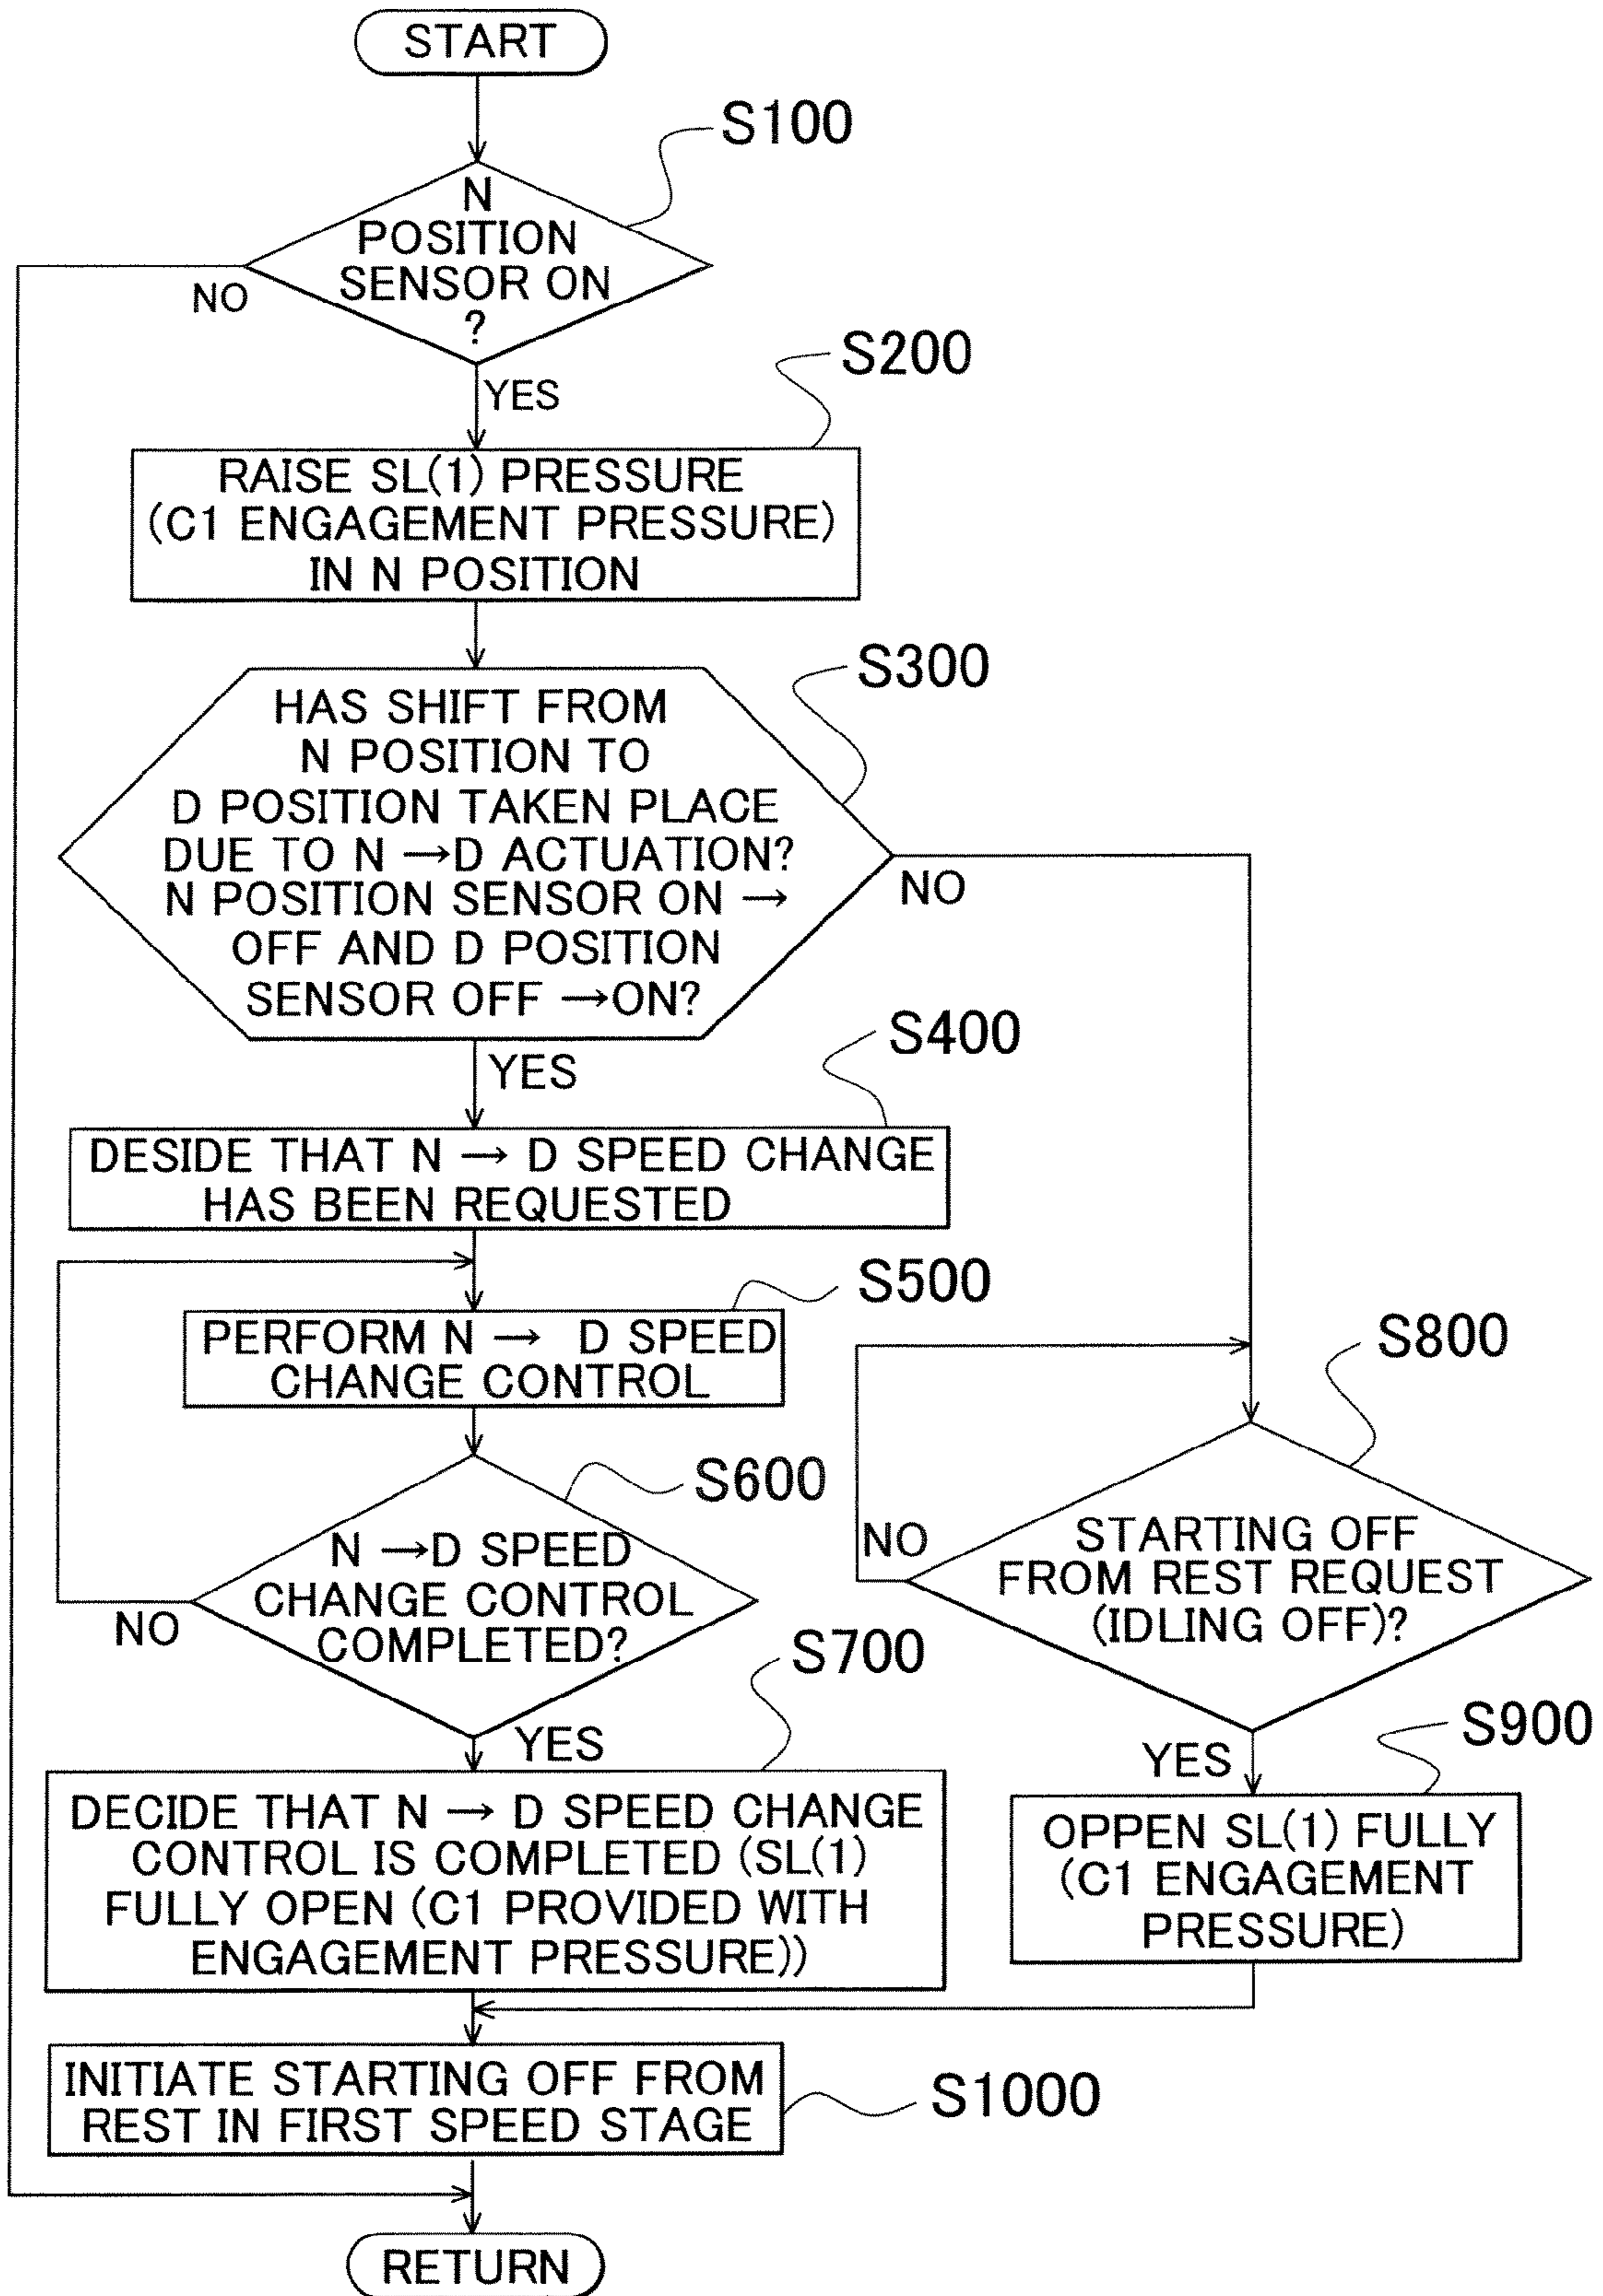 START
S100
N
POSITION
SENSOR ON
?
NO
YES
S200
RAISE SL(1) PRESSURE
(C1 ENGAGEMENT PRESSURE)
IN N POSITION
S300
HAS SHIFT FROM
N POSITION TO
D POSITION TAKEN PLACE
DUE TO N →D ACTUATION?
N POSITION SENSOR ON →
OFF AND D POSITION
SENSOR OFF →ON?
NO
YES
S400
DESIDE THAT N → D SPEED CHANGE
HAS BEEN REQUESTED
S500
PERFORM N → D SPEED
CHANGE CONTROL
S600
N →D SPEED
CHANGE CONTROL
COMPLETED?
NO
YES
S700
DECIDE THAT N → D SPEED CHANGE
CONTROL IS COMPLETED (SL(1)
FULLY OPEN (C1 PROVIDED WITH
ENGAGEMENT PRESSURE))
S800
STARTING OFF
FROM REST REQUEST
(IDLING OFF)?
NO
YES
S900
OPPEN SL(1) FULLY
(C1 ENGAGEMENT
PRESSURE)
INITIATE STARTING OFF FROM
REST IN FIRST SPEED STAGE
S1000
RETURN